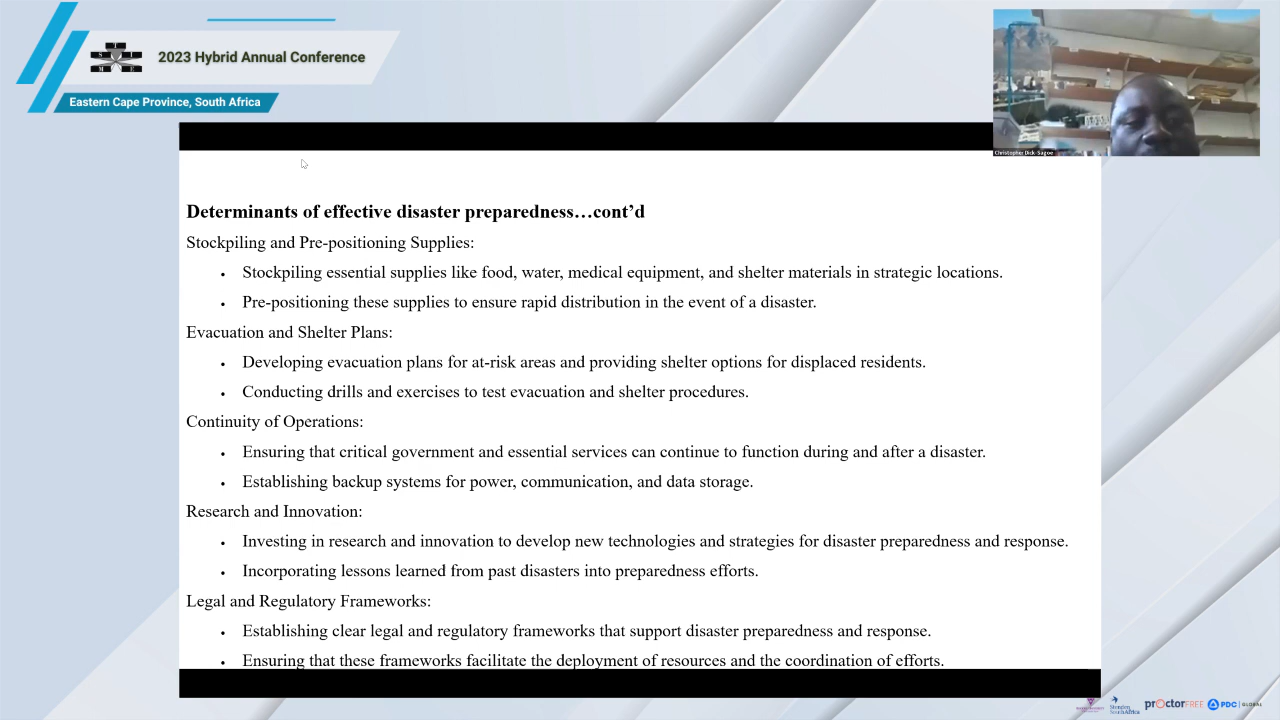 STIME
2023 Hybrid Annual Conference
Eastern Cape Province, South Africa
Christopher Dick-Sagoe
Determinants of effective disaster preparedness…cont’d
Stockpiling and Pre-positioning Supplies:
• Stockpiling essential supplies like food, water, medical equipment, and shelter materials in strategic locations.
• Pre-positioning these supplies to ensure rapid distribution in the event of a disaster.
Evacuation and Shelter Plans:
• Developing evacuation plans for at-risk areas and providing shelter options for displaced residents.
• Conducting drills and exercises to test evacuation and shelter procedures.
Continuity of Operations:
• Ensuring that critical government and essential services can continue to function during and after a disaster.
• Establishing backup systems for power, communication, and data storage.
Research and Innovation:
• Investing in research and innovation to develop new technologies and strategies for disaster preparedness and response.
• Incorporating lessons learned from past disasters into preparedness efforts.
Legal and Regulatory Frameworks:
• Establishing clear legal and regulatory frameworks that support disaster preparedness and response.
• Ensuring that these frameworks facilitate the deployment of resources and the coordination of efforts.
Stenden South Africa
prOctorFREE
PDC | GLOBAL